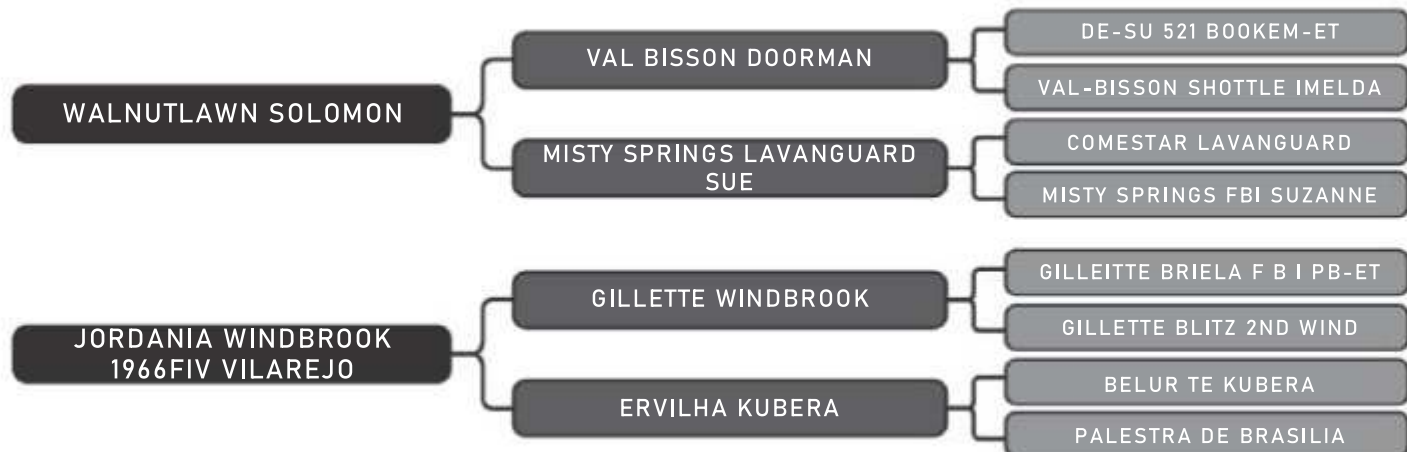 WALNUTLAWN SOLOMON
VAL BISSON DOORMAN
DE-SU 521 BOOKEM-ET
VAL-BISSON SHOTTLE IMELDA
MISTY SPRINGS LAVANGUARD
SUE
COMESTAR LAVANGUARD
MISTY SPRINGS FBI SUZANNE
JORDANIA WINDBROOK
1966FIV VILAREJO
GILLETTE WINDBROOK
GILLEITTE BRIELA F B I PB-ET
GILLETTE BLITZ 2ND WIND
ERVILHA KUBERA
BELUR TE KUBERA
PALESTRA DE BRASILIA